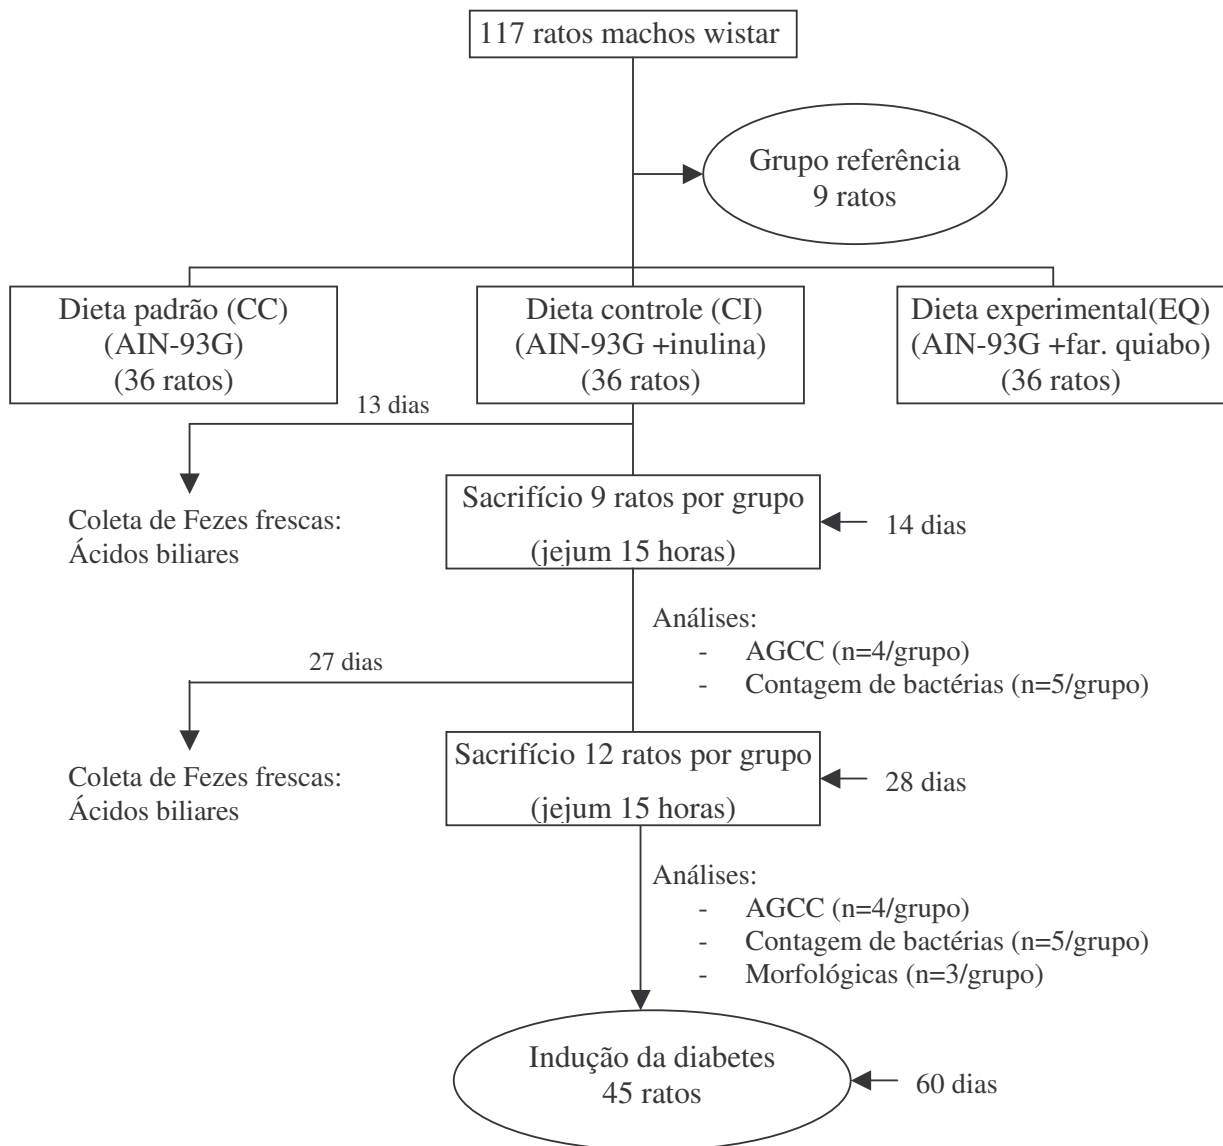 117 ratos machos wistar
Grupo referência
9 ratos
Dieta padrão (CC)
(AIN-93G)
(36 ratos)
Dieta controle (CI)
(AIN-93G +inulina)
(36 ratos)
Dieta experimental(EQ)
(AIN-93G +far. quiabo)
(36 ratos)
13 dias
Coleta de Fezes frescas:
Ácidos biliares
Sacrifício 9 ratos por grupo
(jejum 15 horas)
14 dias
Análises:
- AGCC (n=4/grupo)
- Contagem de bactérias (n=5/grupo)
27 dias
Coleta de Fezes frescas:
Ácidos biliares
Sacrifício 12 ratos por grupo
(jejum 15 horas)
28 dias
Análises:
- AGCC (n=4/grupo)
- Contagem de bactérias (n=5/grupo)
- Morfológicas (n=3/grupo)
Indução da diabetes
45 ratos
60 dias